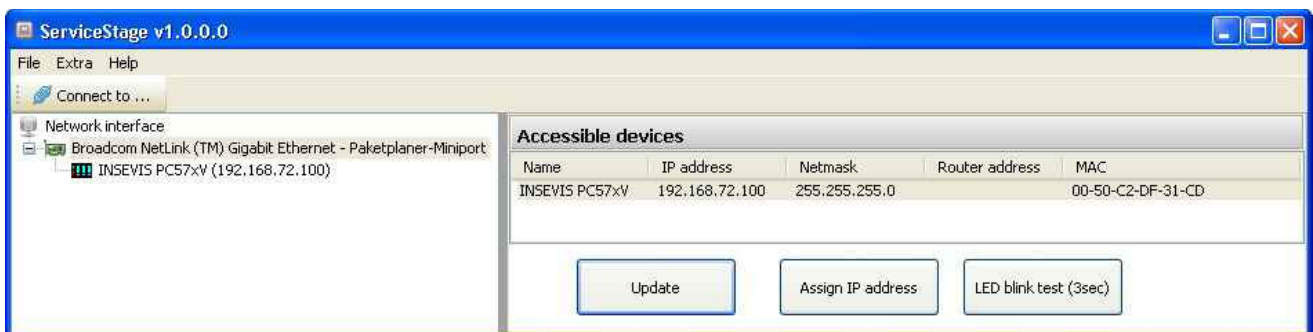 ServiceStage v1.0.0.0
File Extra Help
Connect to ...
Network interface
Broadcom NetLink (TM) Gigabit Ethernet - Paketplaner-Miniport
INSEVIS PC57xV (192.168.72.100)
Accessible devices
Name IP address Netmask Router address MAC
INSEVIS PC57xV 192.168.72.100 255.255.255.0 00-50-C2-DF-31-CD
Update Assign IP address LED blink test (3sec)